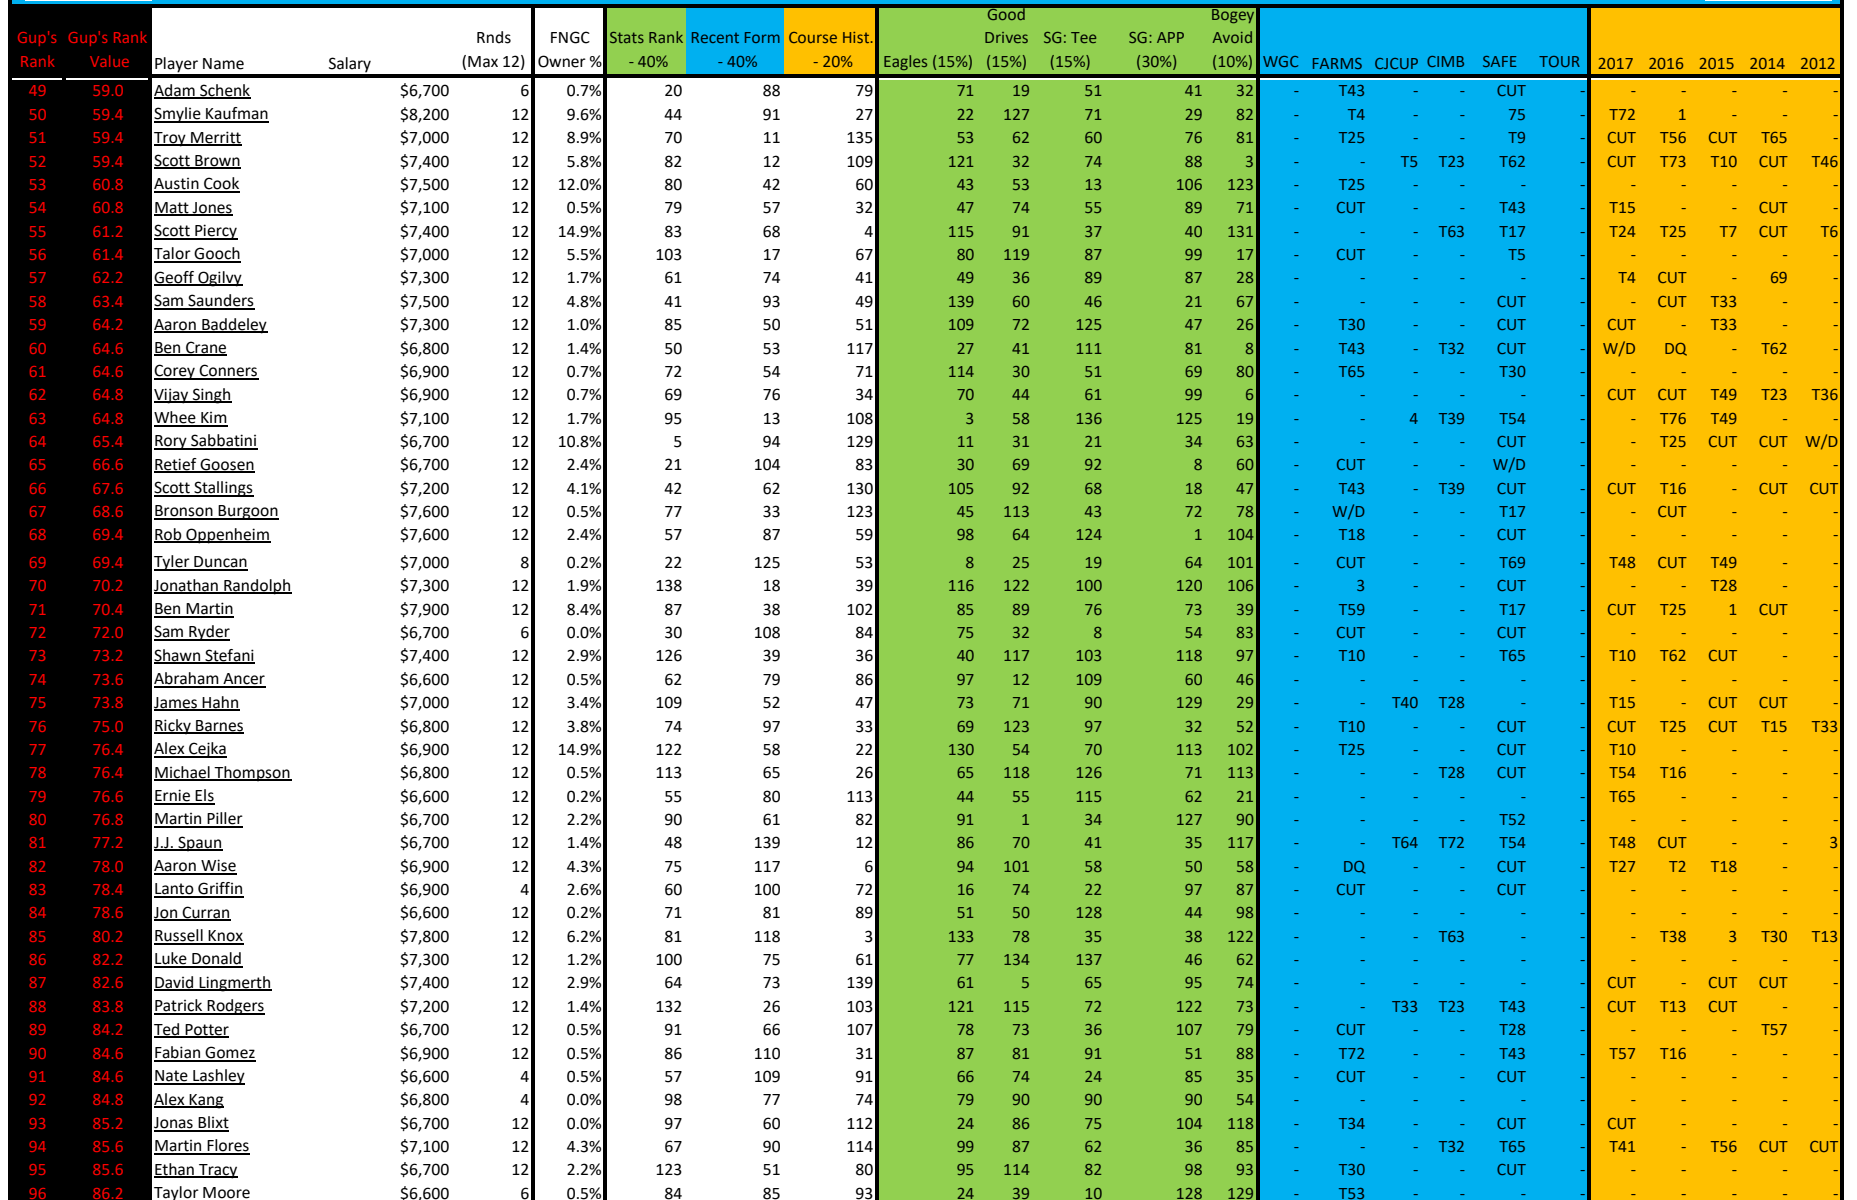 Good Bogey
Gup's Gup's Rank Rnds FNGC Stats Rank Recent Form Course Hist. Drives SG: Tee SG: APP Avoid
Rank Value Player Name Salary (Max 12) Owner % - 40% - 40% - 20% Eagles (15%) (15%) (15%) (30%) (10%) WGC FARMS CJCUP CIMB SAFE TOUR 2017 2016 2015 2014 2012
49 59.0 Adam Schenk $6,700 6 0.7% 20 88 79 71 19 51 41 32 - T43 - - CUT - - - - - -
50 59.4 Smylie Kaufman $8,200 12 9.6% 44 91 27 22 127 71 29 82 - T4 - - 75 - T72 1 - - -
51 59.4 Troy Merritt $7,000 12 8.9% 70 11 135 53 62 60 76 81 - T25 - - T9 - CUT T56 CUT T65 -
52 59.4 Scott Brown $7,400 12 5.8% 82 12 109 121 32 74 88 3 - - T5 T23 T62 - CUT T73 T10 CUT T46
53 60.8 Austin Cook $7,500 12 12.0% 80 42 60 43 53 13 106 123 - T25 - - - - - - - - -
54 60.8 Matt Jones $7,100 12 0.5% 79 57 32 47 74 55 89 71 - CUT - - T43 - T15 - - CUT -
55 61.2 Scott Piercy $7,400 12 14.9% 83 68 4 115 91 37 40 131 - - - T63 T17 - T24 T25 T7 CUT T6
56 61.4 Talor Gooch $7,000 12 5.5% 103 17 67 80 119 87 99 17 - CUT - - T5 - - - - - -
57 62.2 Geoff Ogilvy $7,300 12 1.7% 61 74 41 49 36 89 87 28 - - - - - - T4 CUT - 69 -
58 63.4 Sam Saunders $7,500 12 4.8% 41 93 49 139 60 46 21 67 - - - - CUT - - CUT T33 - -
59 64.2 Aaron Baddeley $7,300 12 1.0% 85 50 51 109 72 125 47 26 - T30 - - CUT - CUT - T33 - -
60 64.6 Ben Crane $6,800 12 1.4% 50 53 117 27 41 111 81 8 - T43 - T32 CUT - W/D DQ - T62 -
61 64.6 Corey Conners $6,900 12 0.7% 72 54 71 114 30 51 69 80 - T65 - - T30 - - - - - -
62 64.8 Vijay Singh $6,900 12 0.7% 69 76 34 70 44 61 99 6 - - - - - - CUT CUT T49 T23 T36
63 64.8 Whee Kim $7,100 12 1.7% 95 13 108 3 58 136 125 19 - - 4 T39 T54 - - T76 T49 - -
64 65.4 Rory Sabbatini $6,700 12 10.8% 5 94 129 11 31 21 34 63 - - - - CUT - - T25 CUT CUT W/D
65 66.6 Retief Goosen $6,700 12 2.4% 21 104 83 30 69 92 8 60 - CUT - - W/D - - - - - -
66 67.6 Scott Stallings $7,200 12 4.1% 42 62 130 105 92 68 18 47 - T43 - T39 CUT - CUT T16 - CUT CUT
67 68.6 Bronson Burgoon $7,600 12 0.5% 77 33 123 45 113 43 72 78 - W/D - - T17 - - CUT - - -
68 69.4 Rob Oppenheim $7,600 12 2.4% 57 87 59 98 64 124 1 104 - T18 - - CUT - - - - - -
69 69.4 Tyler Duncan $7,000 8 0.2% 22 125 53 8 25 19 64 101 - CUT - - T69 - T48 CUT T49 - -
70 70.2 Jonathan Randolph $7,300 12 1.9% 138 18 39 116 122 100 120 106 - 3 - - CUT - - - T28 - -
71 70.4 Ben Martin $7,900 12 8.4% 87 38 102 85 89 76 73 39 - T59 - - T17 - CUT T25 1 CUT -
72 72.0 Sam Ryder $6,700 6 0.0% 30 108 84 75 32 8 54 83 - CUT - - CUT - - - - - -
73 73.2 Shawn Stefani $7,400 12 2.9% 126 39 36 40 117 103 118 97 - T10 - - T65 - T10 T62 CUT - -
74 73.6 Abraham Ancer $6,600 12 0.5% 62 79 86 97 12 109 60 46 - - - - - - - - - - -
75 73.8 James Hahn $7,000 12 3.4% 109 52 47 73 71 90 129 29 - - T40 T28 - - T15 - CUT CUT -
76 75.0 Ricky Barnes $6,800 12 3.8% 74 97 33 69 123 97 32 52 - T10 - - CUT - CUT T25 CUT T15 T33
77 76.4 Alex Cejka $6,900 12 14.9% 122 58 22 130 54 70 113 102 - T25 - - CUT - T10 - - - -
78 76.4 Michael Thompson $6,800 12 0.5% 113 65 26 65 118 126 71 113 - - - T28 CUT - T54 T16 - - -
79 76.6 Ernie Els $6,600 12 0.2% 55 80 113 44 55 115 62 21 - - - - - - T65 - - - -
80 76.8 Martin Piller $6,700 12 2.2% 90 61 82 91 1 34 127 90 - - - - T52 - - - - - -
81 77.2 J.J. Spaun $6,700 12 1.4% 48 139 12 86 70 41 35 117 - - T64 T72 T54 - T48 CUT - - 3
82 78.0 Aaron Wise $6,900 12 4.3% 75 117 6 94 101 58 50 58 - DQ - - CUT - T27 T2 T18 - -
83 78.4 Lanto Griffin $6,900 4 2.6% 60 100 72 16 74 22 97 87 - CUT - - CUT - - - - - -
84 78.6 Jon Curran $6,600 12 0.2% 71 81 89 51 50 128 44 98 - - - - - - - - - - -
85 80.2 Russell Knox $7,800 12 6.2% 81 118 3 133 78 35 38 122 - - - T63 - - - T38 3 T30 T13
86 82.2 Luke Donald $7,300 12 1.2% 100 75 61 77 134 137 46 62 - - - - - - - - - - -
87 82.6 David Lingmerth $7,400 12 2.9% 64 73 139 61 5 65 95 74 - - - - - - CUT - CUT CUT -
88 83.8 Patrick Rodgers $7,200 12 1.4% 132 26 103 121 115 72 122 73 - - T33 T23 T43 - CUT T13 CUT - -
89 84.2 Ted Potter $6,700 12 0.5% 91 66 107 78 73 36 107 79 - CUT - - T28 - - - - T57 -
90 84.6 Fabian Gomez $6,900 12 0.5% 86 110 31 87 81 91 51 88 - T72 - - T43 - T57 T16 - - -
91 84.6 Nate Lashley $6,600 4 0.5% 57 109 91 66 74 24 85 35 - CUT - - CUT - - - - - -
92 84.8 Alex Kang $6,800 4 0.0% 98 77 74 79 90 90 90 54 - - - - - - - - - - -
93 85.2 Jonas Blixt $6,700 12 0.0% 97 60 112 24 86 75 104 118 - T34 - - CUT - CUT - - - -
94 85.6 Martin Flores $7,100 12 4.3% 67 90 114 99 87 62 36 85 - - - T32 T65 - T41 - T56 CUT CUT
95 85.6 Ethan Tracy $6,700 12 2.2% 123 51 80 95 114 82 98 93 - T30 - - CUT - - - - - -
96 86.2 Taylor Moore $6,600 6 0.5% 84 85 93 24 39 10 128 129 - T53 - - - - - - - - -